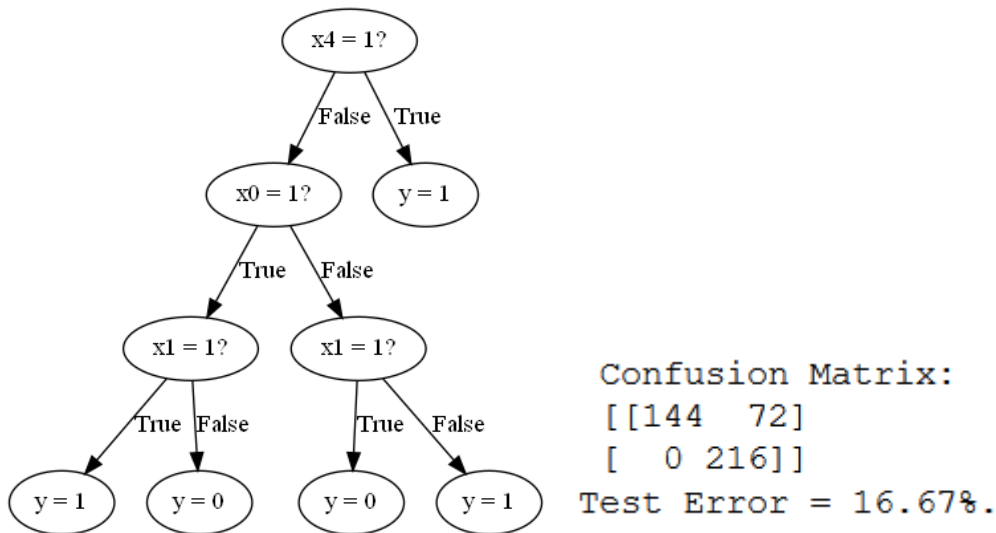 x4 = 1?
False
True
x0 = 1?
y = 1
True
False
x1 = 1?
x1 = 1?
True
False
True
False
y = 1
y = 0
y = 0
y = 1
Confusion Matrix:
[[144  72]
[  0 216]]
Test Error = 16.67%.